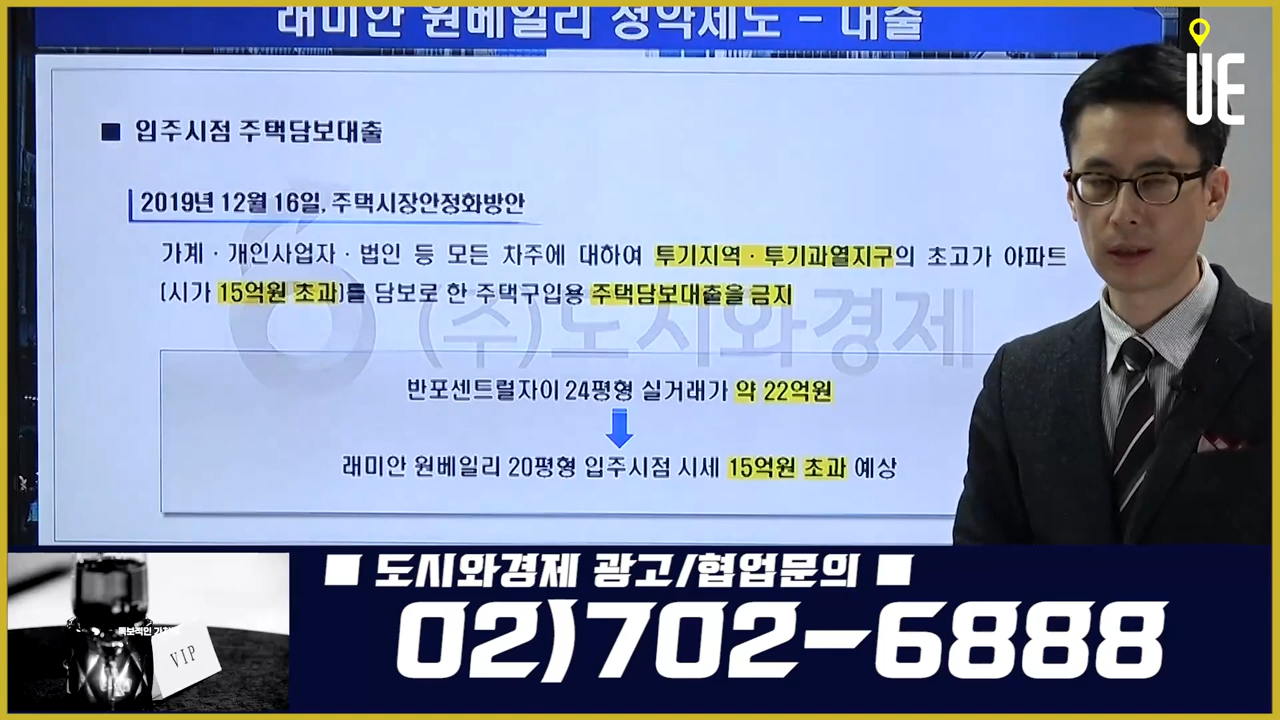 래미안 원베일리 청약제도 - 대출
UE
■ 입주시점 주택담보대출
2019년 12월 16일, 주택시장안정화방안
가계 · 개인사업자 · 법인 등 모든 차주에 대하여 투기지역 · 투기과열지구의 초고가 아파트
(시가 15억원 초과)를 담보로 한 주택구입용 주택담보대출을 금지
(주)도시와경제
반포센트럴자이 24평형 실거래가 약 22억원
래미안 원베일리 20평형 입주시점 시세 15억원 초과 예상
■ 도시와경제 광고/협업문의 ■
02)702-6888
VIP